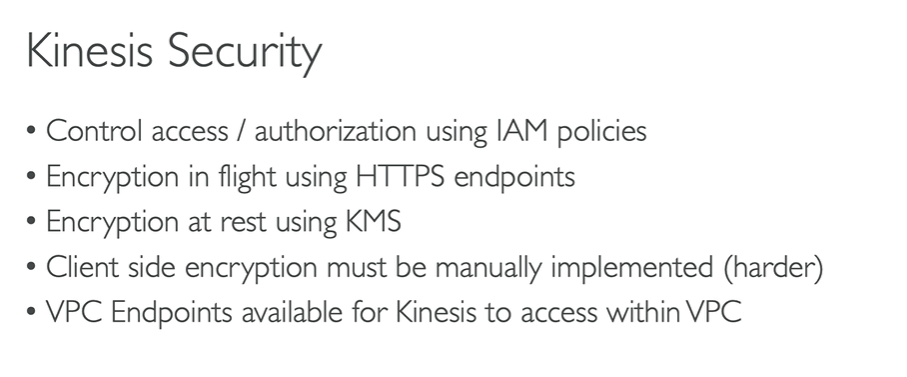 Kinesis Security
• Control access / authorization using IAM policies
• Encryption in flight using HTTPS endpoints
• Encryption at rest using KMS
• Client side encryption must be manually implemented (harder)
• VPC Endpoints available for Kinesis to access within VPC